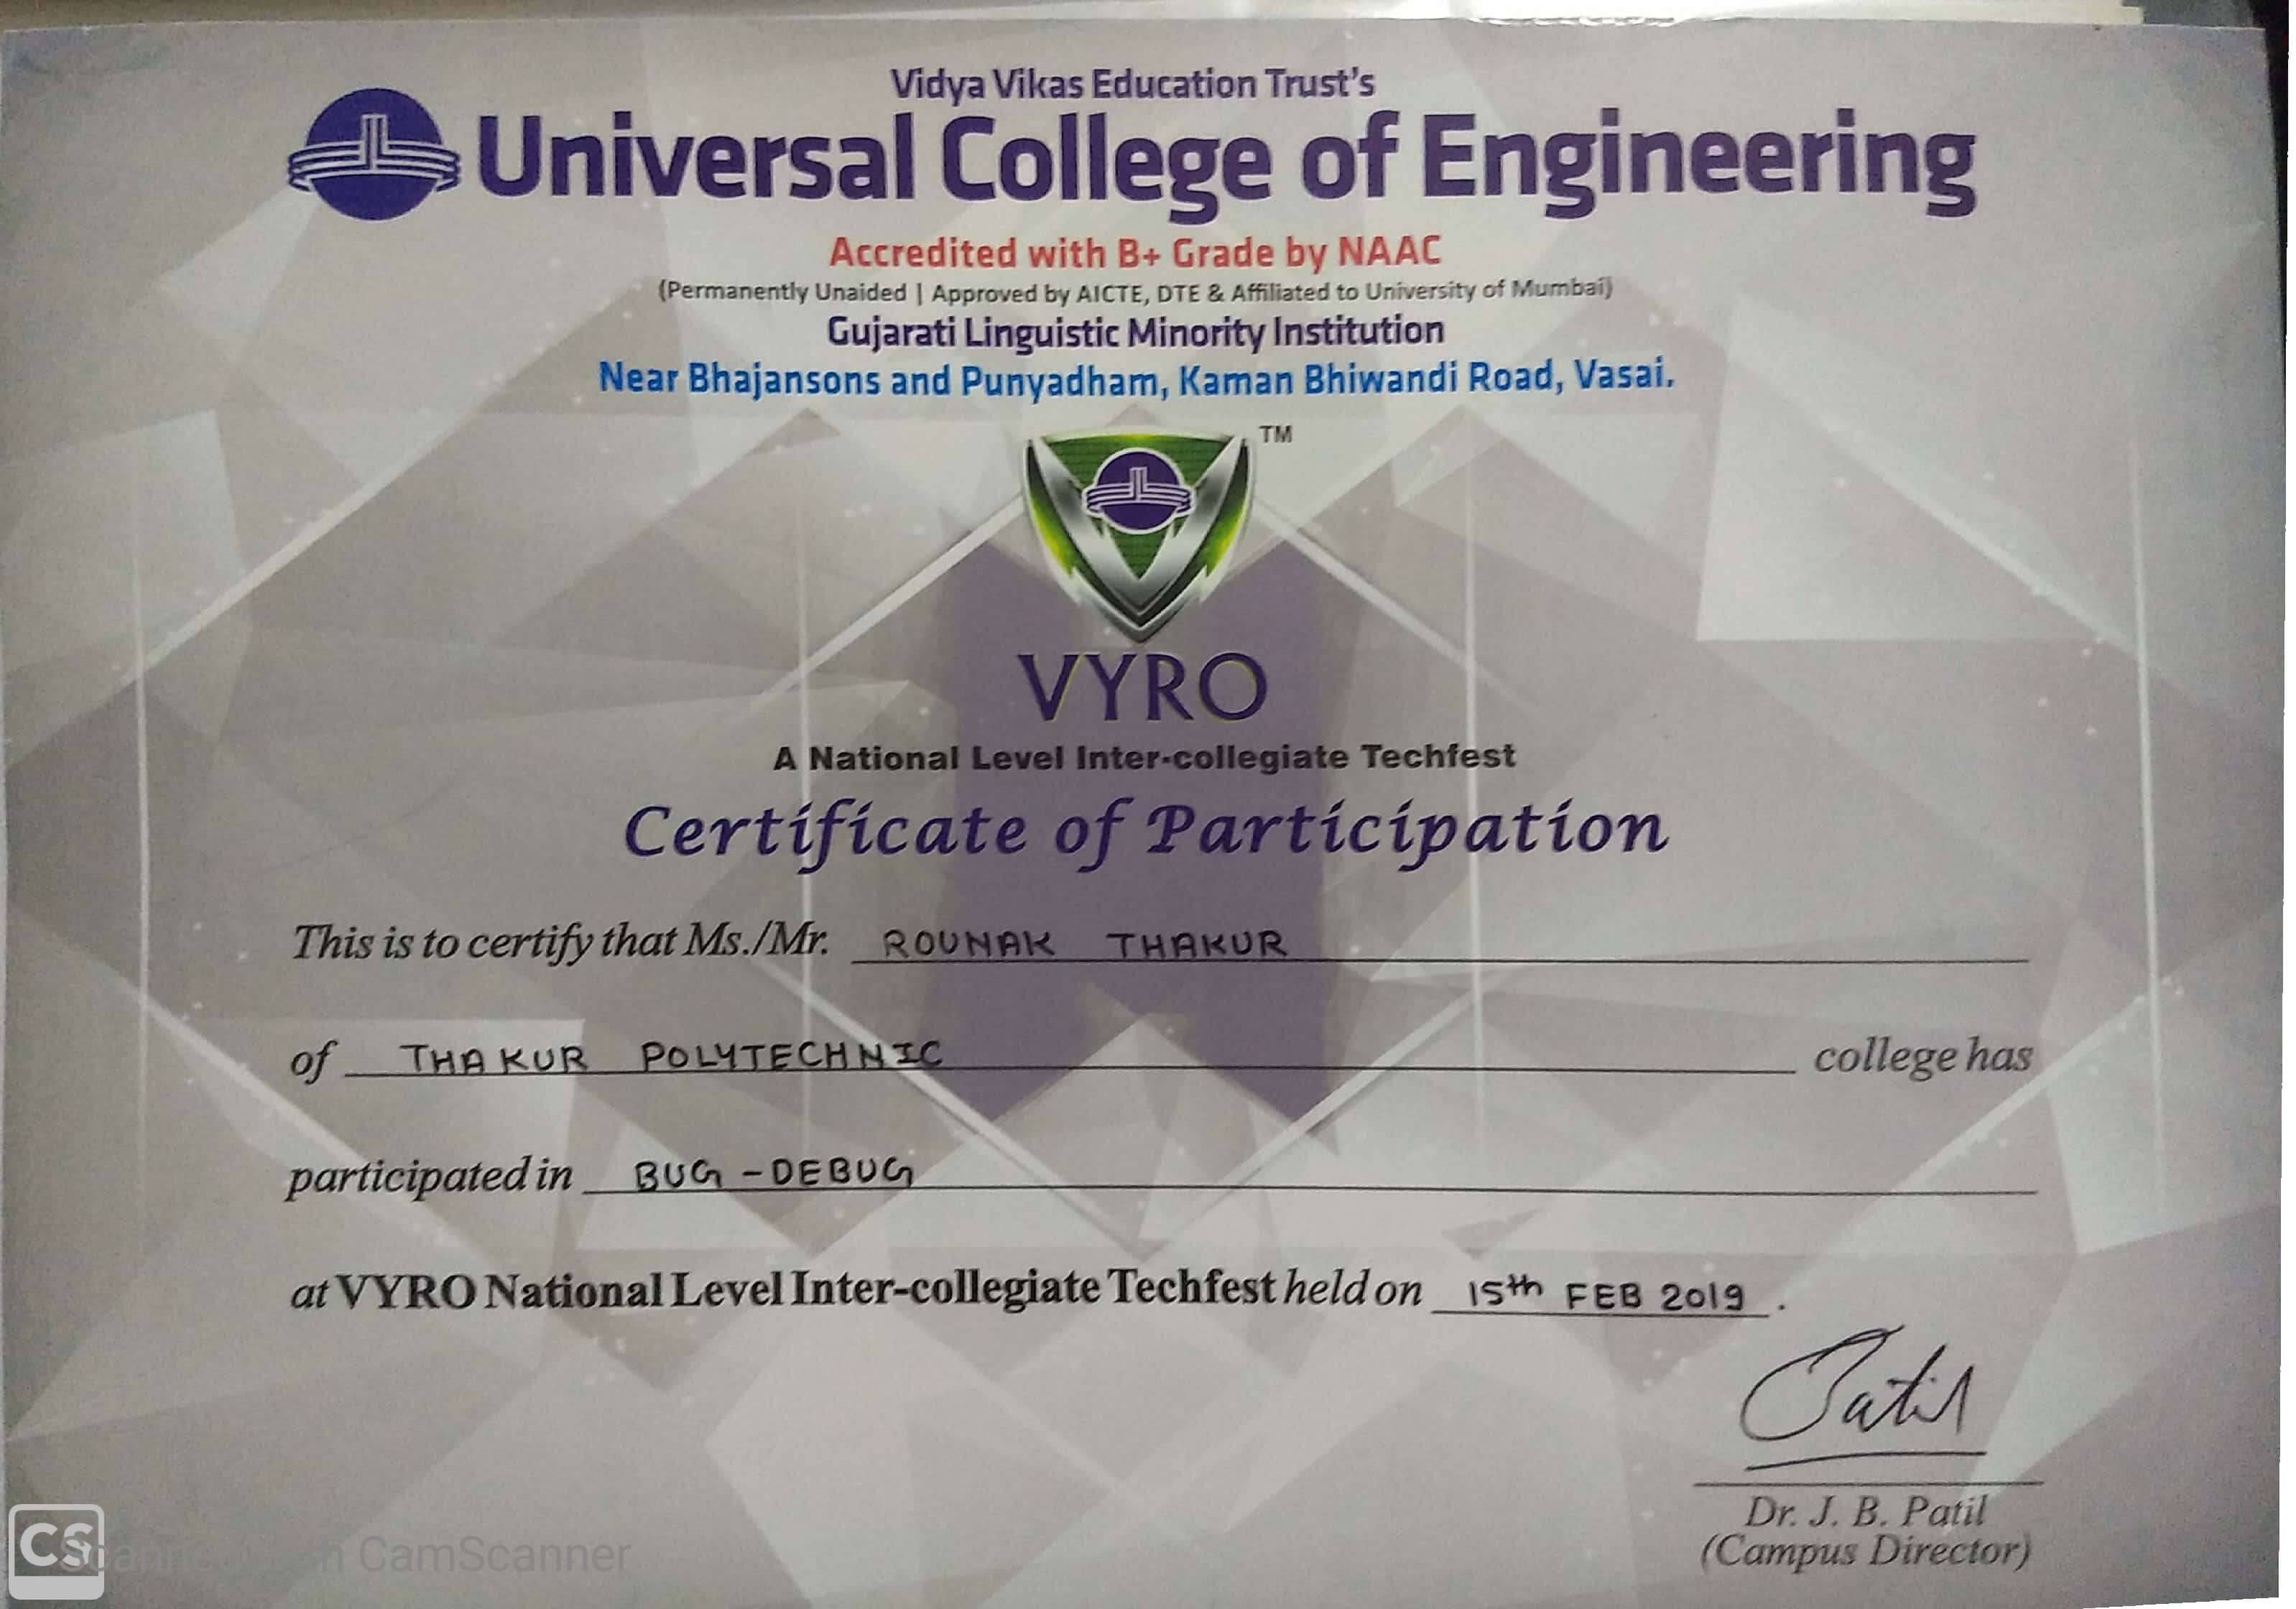 Vidya Vikas Education Trust's
Universal College of Engineering
Accredited with B+ Grade by NAAC
(Permanently Unaided | Approved by AICTE, DTE & Affiliated to University of Mumbai)
Gujarati Linguistic Minority Institution
Near Bhajansons and Punyadham, Kaman Bhiwandi Road, Vasai.
TM
VYRO
A National Level Inter-collegiate Techfest
Certificate of Participation
This is to certify that Ms./Mr. ROUNAK THAKUR
of THAKUR POLYTECHNIC college has
participated in BUG-DEBUG
at VYRO National Level Inter-collegiate Techfest held on 15th FEB 2019.
Patil
Dr. J. B. Patil
(Campus Director)
CS CamScanner